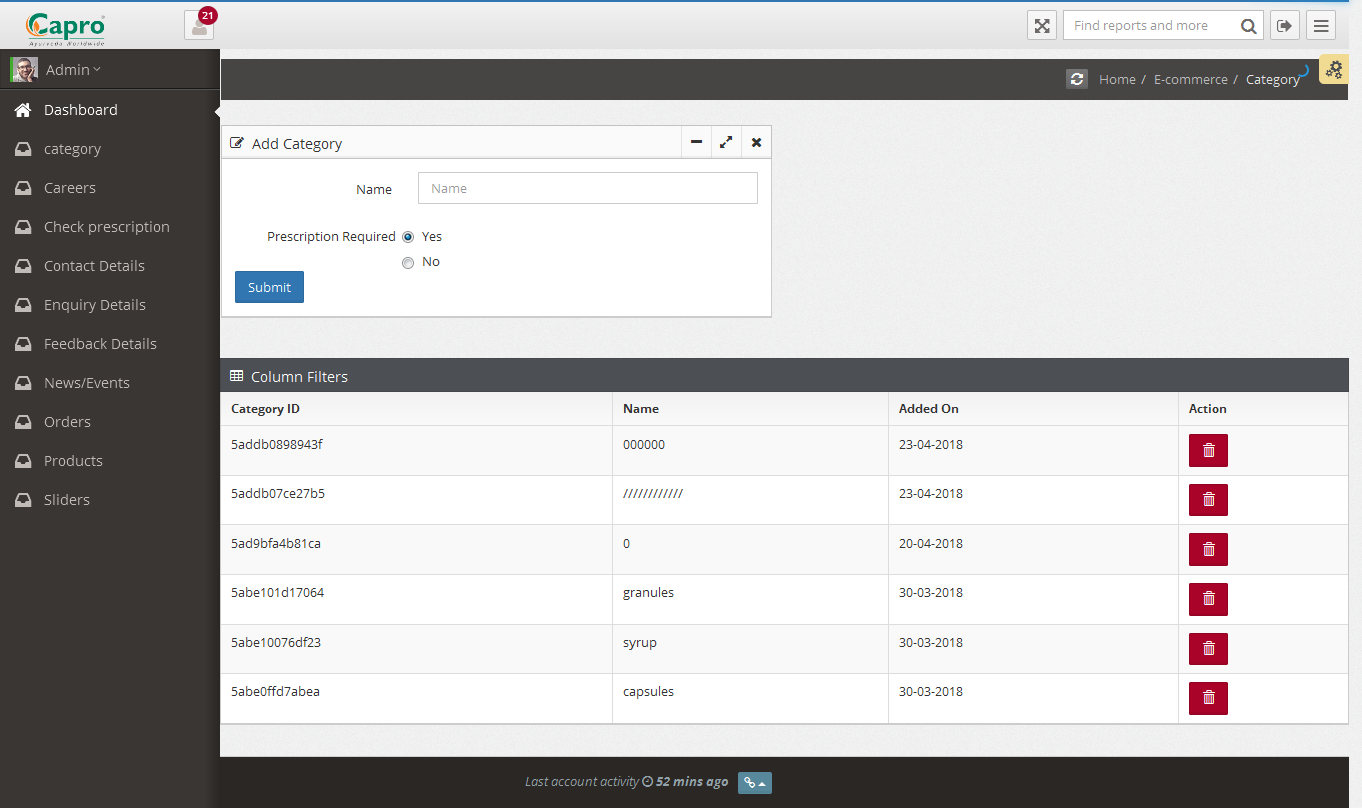 Capro
Ayurveda Worldwide
21
Find reports and more
Admin
Home / E-commerce / Category
Dashboard
category
Careers
Check prescription
Contact Details
Enquiry Details
Feedback Details
News/Events
Orders
Products
Sliders
Add Category
Name Name
Prescription Required Yes
No
Submit
Column Filters
Category ID Name Added On Action
5addb0898943f 000000 23-04-2018
5addb07ce27b5 //////////// 23-04-2018
5ad9bfa4b81ca 0 20-04-2018
5abe101d17064 granules 30-03-2018
5abe10076df23 syrup 30-03-2018
5abe0ffd7abea capsules 30-03-2018
Last account activity 52 mins ago